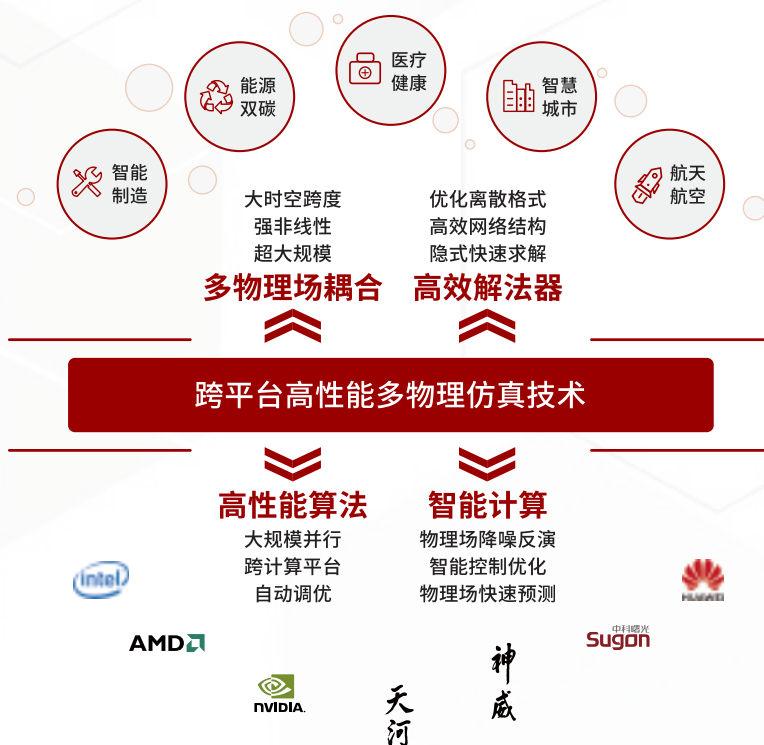 医疗
健康
能源
双碳
智慧
城市
智能
制造
航天
航空
大时空跨度
强非线性
超大规模
多物理场耦合
优化离散格式
高效网络结构
隐式快速求解
高效解法器
跨平台高性能多物理仿真技术
高性能算法
大规模并行
跨计算平台
自动调优
智能计算
物理场降噪反演
智能控制优化
物理场快速预测
intel
HUAWEI
AMD
中科曙光
Sugon
nVIDIA.
神威
天河